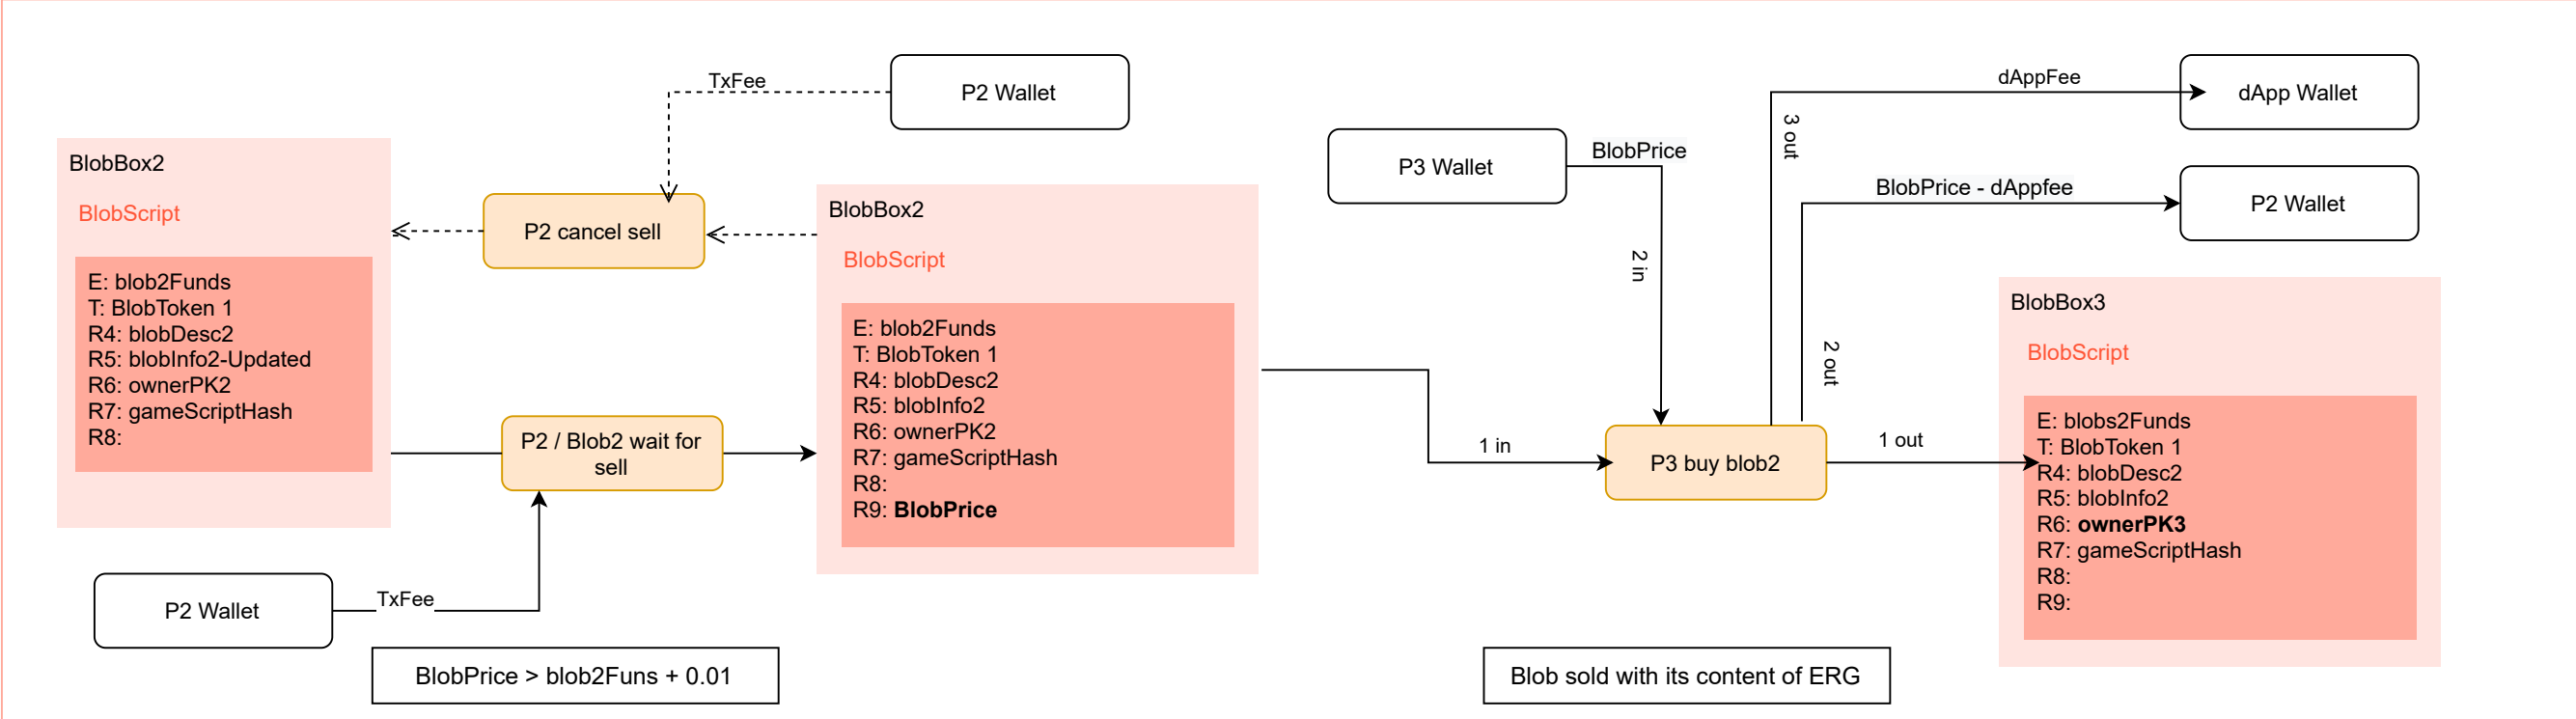 TxFee
P2 Wallet
BlobBox2
BlobScript
E: blob2Funds
T: BlobToken 1
R4: blobDesc2
R5: blobInfo2-Updated
R6: ownerPK2
R7: gameScriptHash
R8:
P2 cancel sell
P2 / Blob2 wait for
sell
P2 Wallet
TxFee
BlobPrice > blob2Funs + 0.01
BlobBox2
BlobScript
E: blob2Funds
T: BlobToken 1
R4: blobDesc2
R5: blobInfo2
R6: ownerPK2
R7: gameScriptHash
R8:
R9: BlobPrice
P3 Wallet
BlobPrice
2 in
1 in
P3 buy blob2
3 out
dAppFee
dApp Wallet
BlobPrice - dAppfee
P2 Wallet
2 out
1 out
BlobBox3
BlobScript
E: blobs2Funds
T: BlobToken 1
R4: blobDesc2
R5: blobInfo2
R6: ownerPK3
R7: gameScriptHash
R8:
R9:
Blob sold with its content of ERG